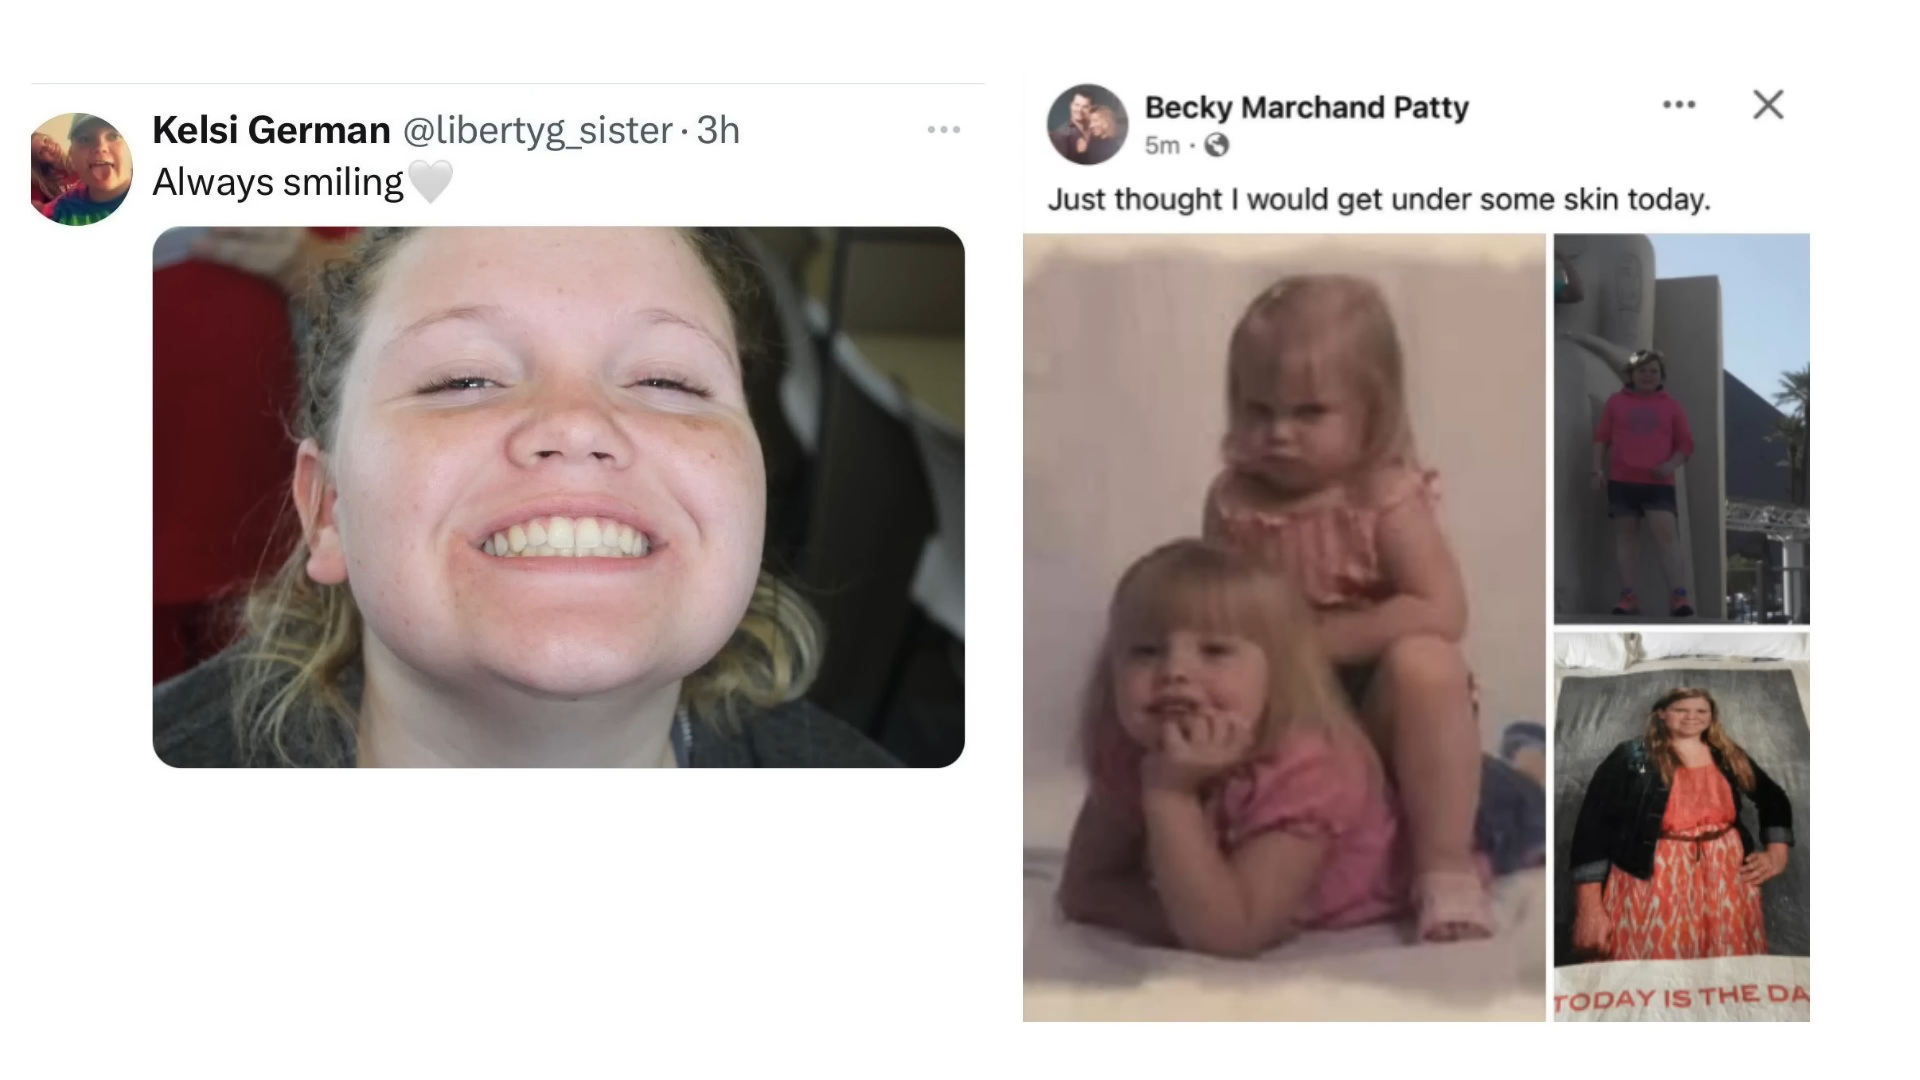 Kelsi German @libertyg_sister · 3h
Always smiling🤍
Becky Marchand Patty
5m ·
Just thought I would get under some skin today.
TODAY IS THE DA